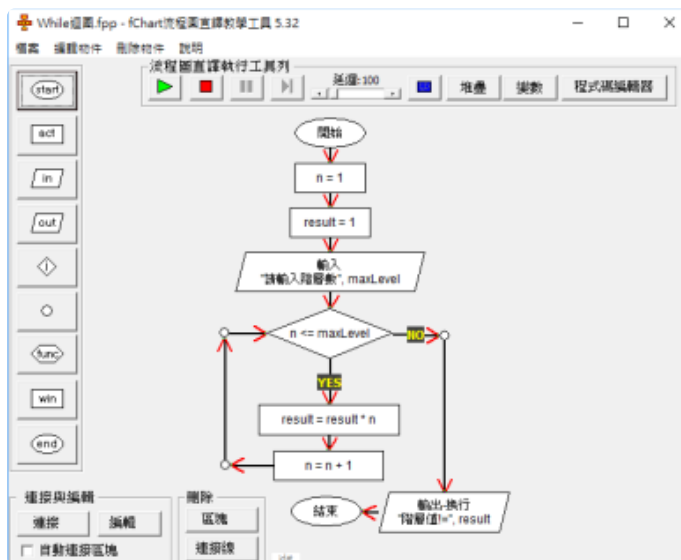 While迴圈.fpp - fChart流程圖直譯教學工具 5.32
檔案 編輯物件 刪除物件 說明
流程圖直譯執行工具列
延遲:100
堆疊 變數 程式碼編輯器
start
act
in
out
i
func
win
end
開始
n = 1
result = 1
輸入
"請輸入階層數", maxLevel
n <= maxLevel
NO
YES
result = result * n
n = n + 1
輸出-換行
"階層值!=", result
結束
連接與編輯
連接 編輯
自動連接區塊
刪除
區塊
連接線